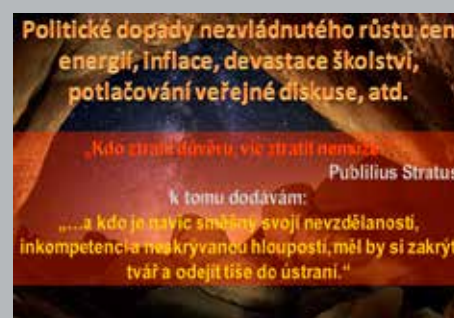 Politické dopady nezvládnutého růstu cen
energií, inflace, devastace školství,
potlačování veřejné diskuse, atd.
„Kdo ztratil důvěru, víc ztratit nemůže.“
Publilius Stratus
k tomu dodávám:
„...a kdo je navíc směšný svojí nevzdělaností,
inkompetencí a neskrývanou hloupostí, měl by si zakrýt
tvář a odejít tiše do ústraní.“